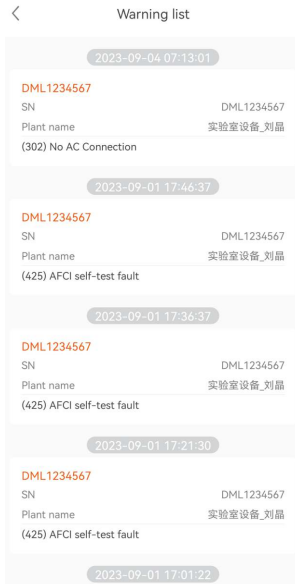 Warning list
2023-09-04 07:13:01
DML1234567
SN DML1234567
Plant name 实验室设备_刘晶
(302) No AC Connection
2023-09-01 17:46:37
DML1234567
SN DML1234567
Plant name 实验室设备_刘晶
(425) AFCI self-test fault
2023-09-01 17:36:37
DML1234567
SN DML1234567
Plant name 实验室设备_刘晶
(425) AFCI self-test fault
2023-09-01 17:21:30
DML1234567
SN DML1234567
Plant name 实验室设备_刘晶
(425) AFCI self-test fault
2023-09-01 17:01:22